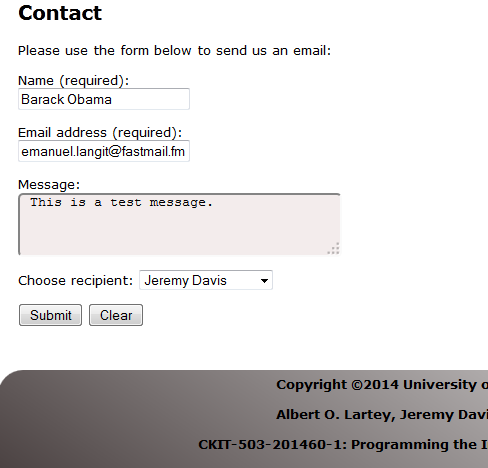 Contact
Please use the form below to send us an email:
Name (required):
Barack Obama
Email address (required):
emanuel.langit@fastmail.fm
Message:
This is a test message.
Choose recipient: Jeremy Davis
Submit Clear
Copyright ©2014 University
Albert O. Lartey, Jeremy
CKIT-503-201460-1: Programming the